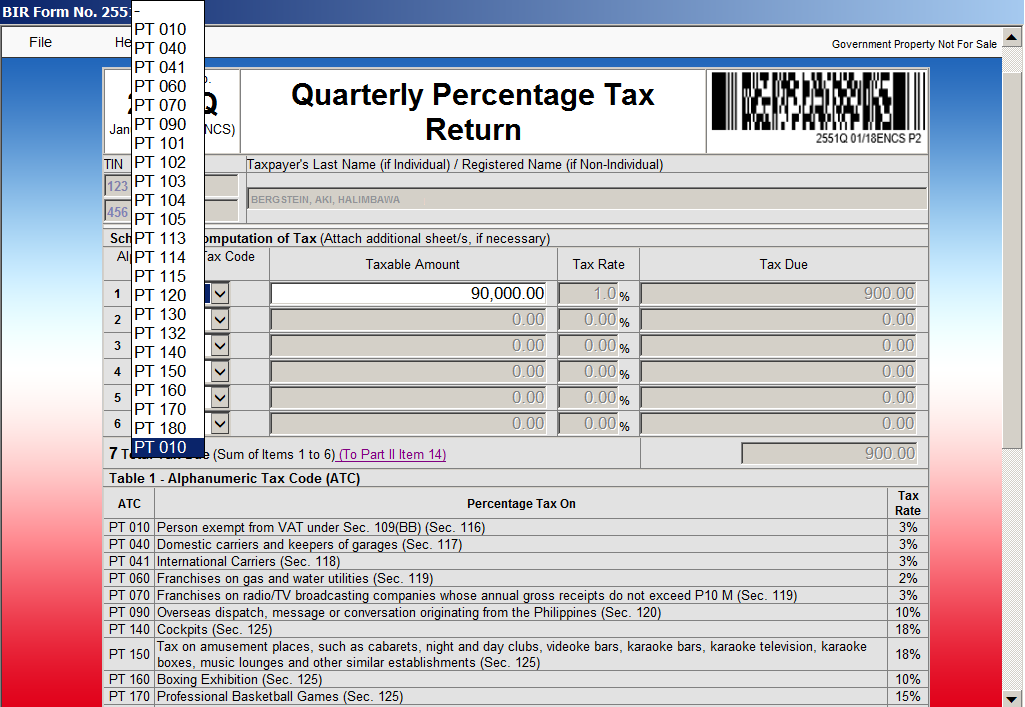 BIR Form No. 2551
File
He
Government Property Not For Sale
-
PT 010
PT 040
PT 041
PT 060
PT 070
PT 090
PT 101
PT 102
PT 103
PT 104
PT 105
PT 113
PT 114
PT 115
PT 120
PT 130
PT 132
PT 140
PT 150
PT 160
PT 170
PT 180
PT 010
o.
Q
Jan
ENCS)
Quarterly Percentage Tax
Return
2551Q 01/18ENCS P2
TIN
Taxpayer's Last Name (if Individual) / Registered Name (if Non-Individual)
123
456
BERGSTEIN, AKI, HALIMBAWA
Sch omputation of Tax (Attach additional sheet/s, if necessary)
Al Tax Code Taxable Amount Tax Rate Tax Due
1 90,000.00 1.0 % 900.00
2 0.00 0.00 % 0.00
3 0.00 0.00 % 0.00
4 0.00 0.00 % 0.00
5 0.00 0.00 % 0.00
6 0.00 0.00 % 0.00
7 Total Tax Due (Sum of Items 1 to 6) (To Part II Item 14) 900.00
Table 1 - Alphanumeric Tax Code (ATC)
ATC Percentage Tax On Tax Rate
PT 010 Person exempt from VAT under Sec. 109(BB) (Sec. 116) 3%
PT 040 Domestic carriers and keepers of garages (Sec. 117) 3%
PT 041 International Carriers (Sec. 118) 3%
PT 060 Franchises on gas and water utilities (Sec. 119) 2%
PT 070 Franchises on radio/TV broadcasting companies whose annual gross receipts do not exceed P10 M (Sec. 119) 3%
PT 090 Overseas dispatch, message or conversation originating from the Philippines (Sec. 120) 10%
PT 140 Cockpits (Sec. 125) 18%
PT 150 Tax on amusement places, such as cabarets, night and day clubs, videoke bars, karaoke bars, karaoke television, karaoke
boxes, music lounges and other similar establishments (Sec. 125) 18%
PT 160 Boxing Exhibition (Sec. 125) 10%
PT 170 Professional Basketball Games (Sec. 125) 15%